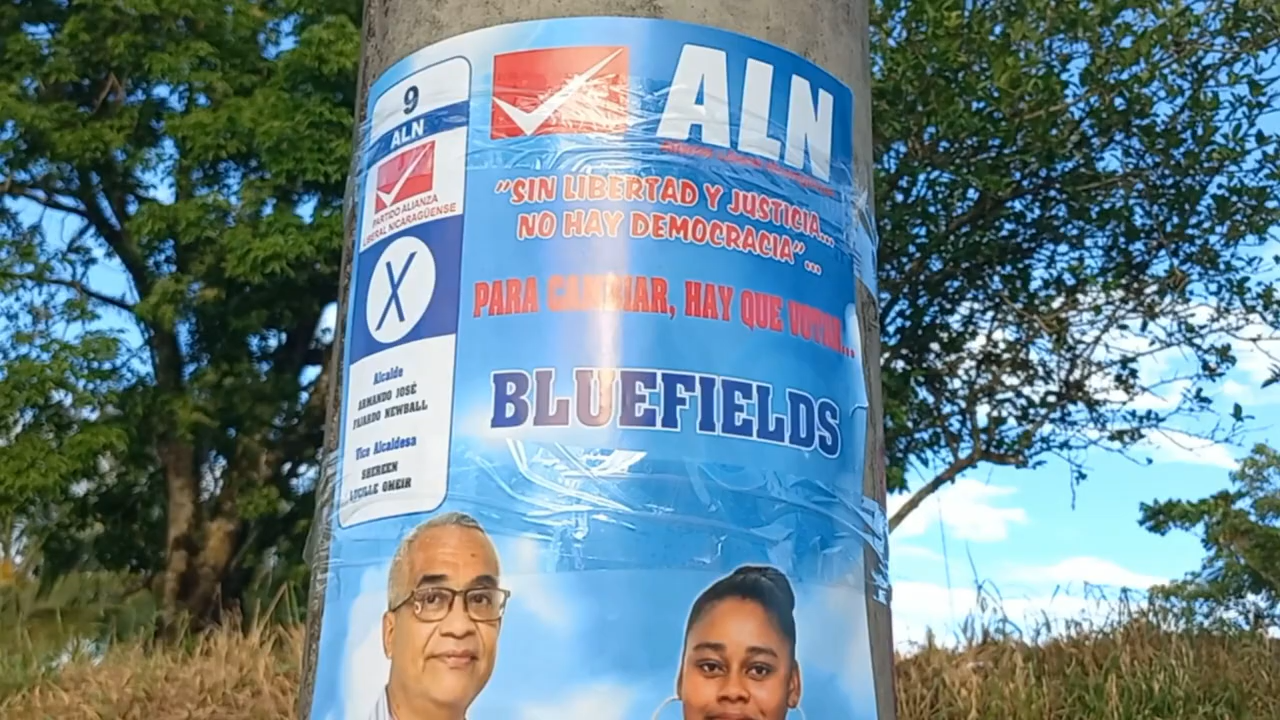 9
ALN
PARTIDO ALIANZA
LIBERAL NICARAGÜENSE
X
Alcalde
ARMANDO JOSÉ
FAJARDO NEWBALL
Vice Alcaldesa
SHEREEN
LUCILLE OMEIR
ALN
"SIN LIBERTAD Y JUSTICIA...
NO HAY DEMOCRACIA"...
PARA CAMBIAR, HAY QUE VOTAR...
BLUEFIELDS